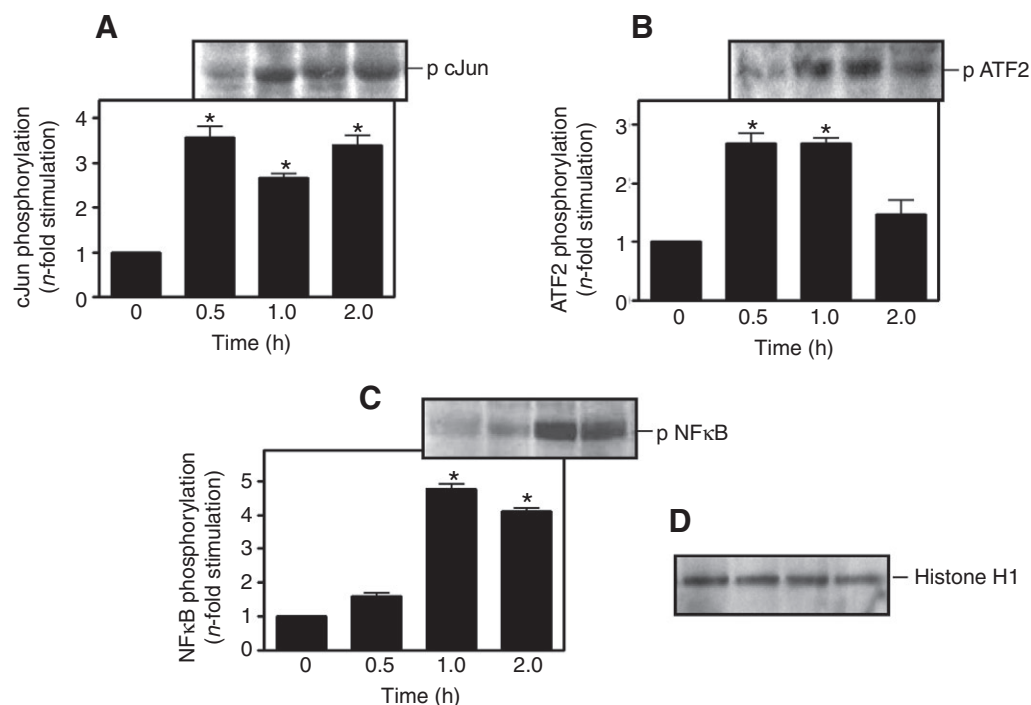 A
p cJun
cJun phosphorylation
(n-fold stimulation)
4
3
2
1
0
*
*
*
0 0.5 1.0 2.0
Time (h)
B
p ATF2
ATF2 phosphorylation
(n-fold stimulation)
3
2
1
0
*
*
0 0.5 1.0 2.0
Time (h)
C
p NFκB
NFκB phosphorylation
(n-fold stimulation)
5
4
3
2
1
0
*
*
0 0.5 1.0 2.0
Time (h)
D
Histone H1